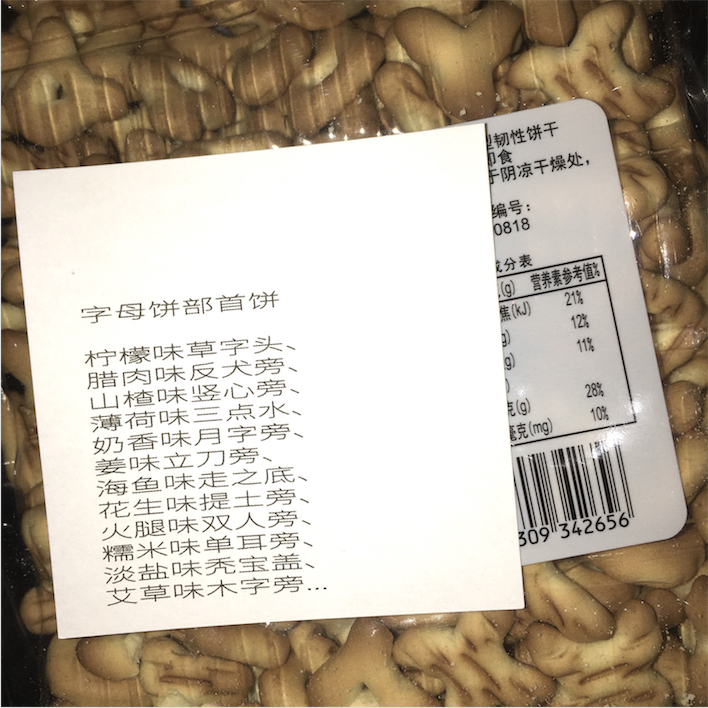 字母饼部首饼
柠檬味草字头、
腊肉味反犬旁、
山楂味竖心旁、
薄荷味三点水、
奶香味月字旁、
姜味立刀旁、
海鱼味走之底、
花生味提土旁、
火腿味双人旁、
糯米味单耳旁、
淡盐味秃宝盖、
艾草味木字旁...
型韧性饼干
即食
于阴凉干燥处,
编号:
0818
成分表
(g) 营养素参考值%
焦(kJ) 21%
g) 12%
g) 11%
)
克(g) 28%
毫克(mg) 10%
309 342656